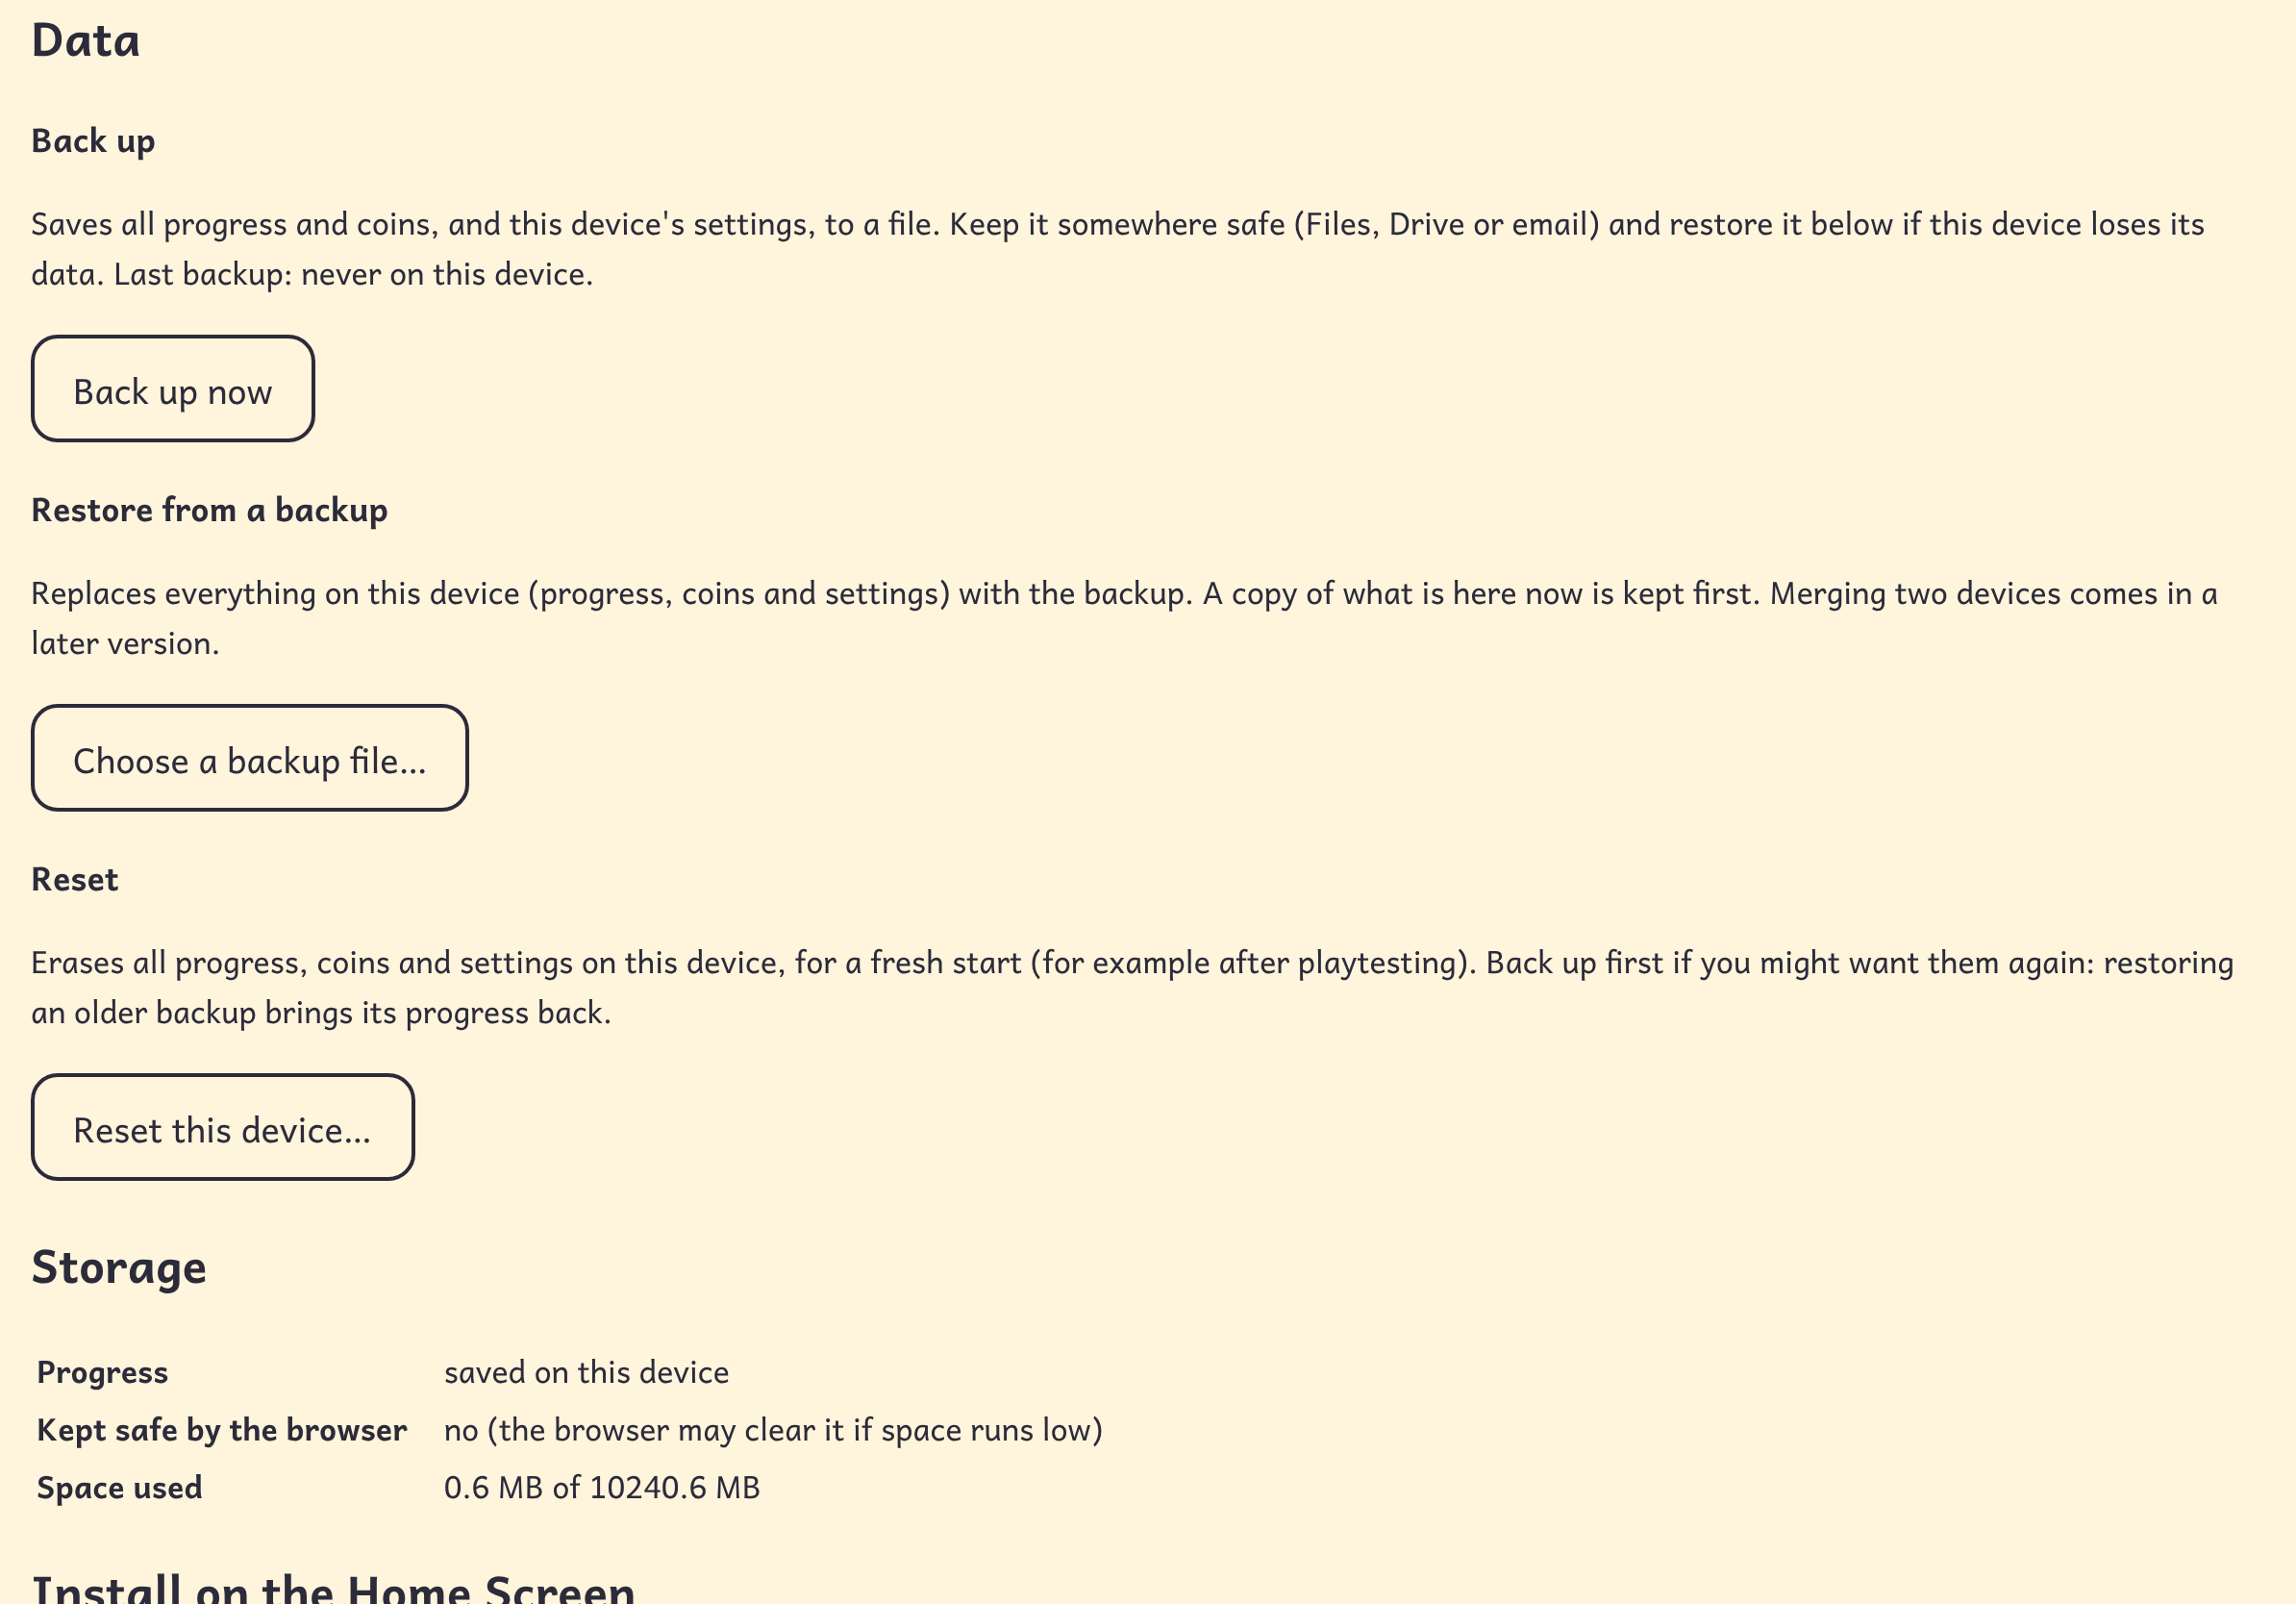 Data
Back up
Saves all progress and coins, and this device's settings, to a file. Keep it somewhere safe (Files, Drive or email) and restore it below if this device loses its
data. Last backup: never on this device.
Back up now
Restore from a backup
Replaces everything on this device (progress, coins and settings) with the backup. A copy of what is here now is kept first. Merging two devices comes in a
later version.
Choose a backup file...
Reset
Erases all progress, coins and settings on this device, for a fresh start (for example after playtesting). Back up first if you might want them again: restoring
an older backup brings its progress back.
Reset this device...
Storage
Progress saved on this device
Kept safe by the browser no (the browser may clear it if space runs low)
Space used 0.6 MB of 10240.6 MB
Install on the Home Screen